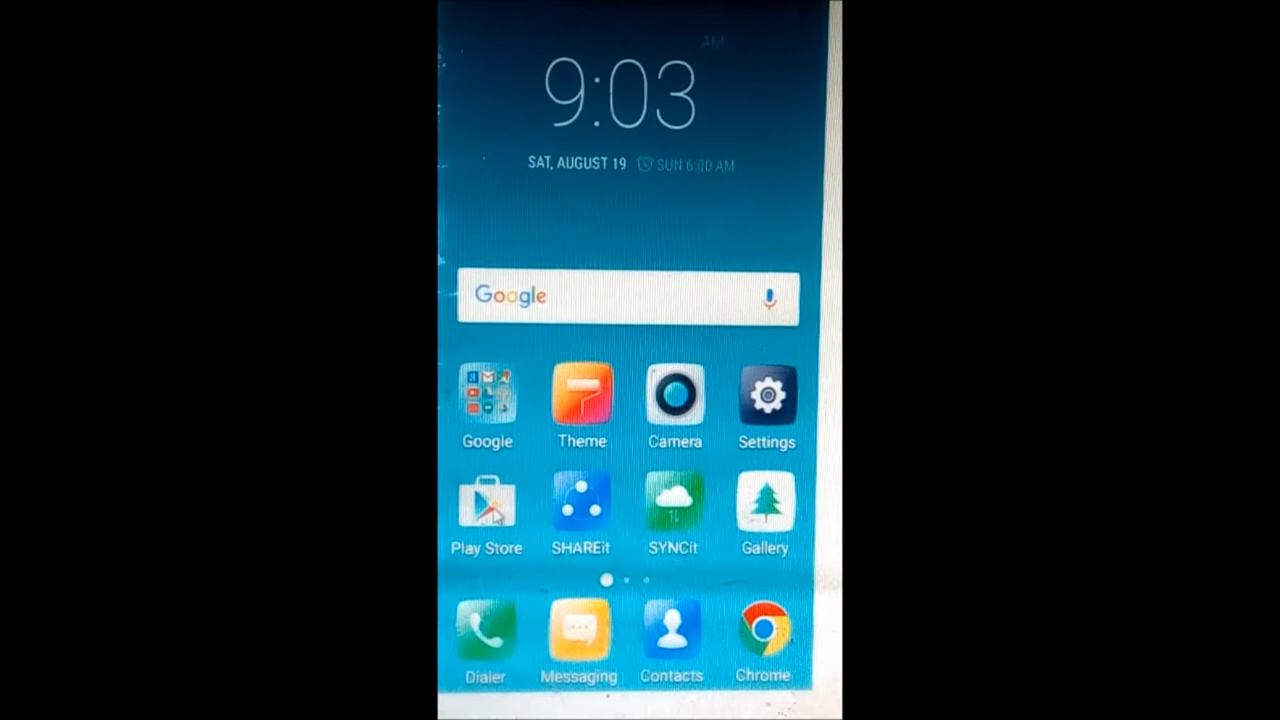 AM
9:03
SAT, AUGUST 19 SUN 6:00 AM
Google
Google Theme Camera Settings
Play Store SHAREit SYNCit Gallery
Dialer Messaging Contacts Chrome